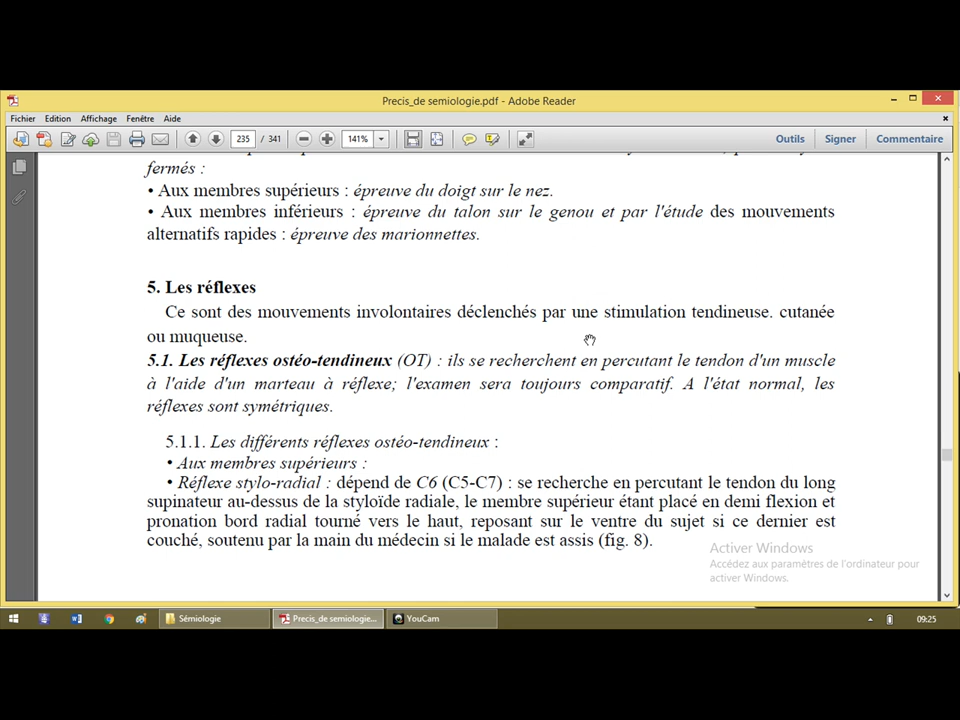 Precis_de semiologie.pdf - Adobe Reader
Fichier Edition Affichage Fenêtre Aide
235 / 341 141% Outils Signer Commentaire
fermés :
• Aux membres supérieurs : épreuve du doigt sur le nez.
• Aux membres inférieurs : épreuve du talon sur le genou et par l'étude des mouvements
alternatifs rapides : épreuve des marionnettes.
5. Les réflexes
Ce sont des mouvements involontaires déclenchés par une stimulation tendineuse. cutanée
ou muqueuse.
5.1. Les réflexes ostéo-tendineux (OT) : ils se recherchent en percutant le tendon d'un muscle
à l'aide d'un marteau à réflexe; l'examen sera toujours comparatif. A l'état normal, les
réflexes sont symétriques.
5.1.1. Les différents réflexes ostéo-tendineux :
• Aux membres supérieurs :
• Réflexe stylo-radial : dépend de C6 (C5-C7) : se recherche en percutant le tendon du long
supinateur au-dessus de la styloïde radiale, le membre supérieur étant placé en demi flexion et
pronation bord radial tourné vers le haut, reposant sur le ventre du sujet si ce dernier est
couché, soutenu par la main du médecin si le malade est assis (fig. 8).
Activer Windows
Accédez aux paramètres de l'ordinateur pour
activer Windows.
Sémiologie Precis_de semiologie... YouCam 09:25